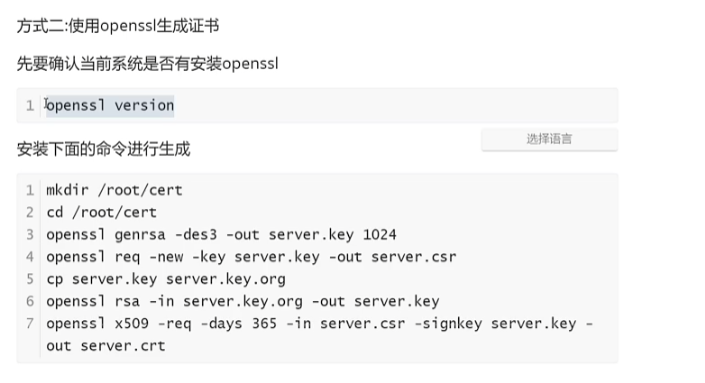 方式二:使用openssl生成证书
先要确认当前系统是否有安装openssl
1 openssl version
选择语言
安装下面的命令进行生成
1 mkdir /root/cert
2 cd /root/cert
3 openssl genrsa -des3 -out server.key 1024
4 openssl req -new -key server.key -out server.csr
5 cp server.key server.key.org
6 openssl rsa -in server.key.org -out server.key
7 openssl x509 -req -days 365 -in server.csr -signkey server.key -
out server.crt